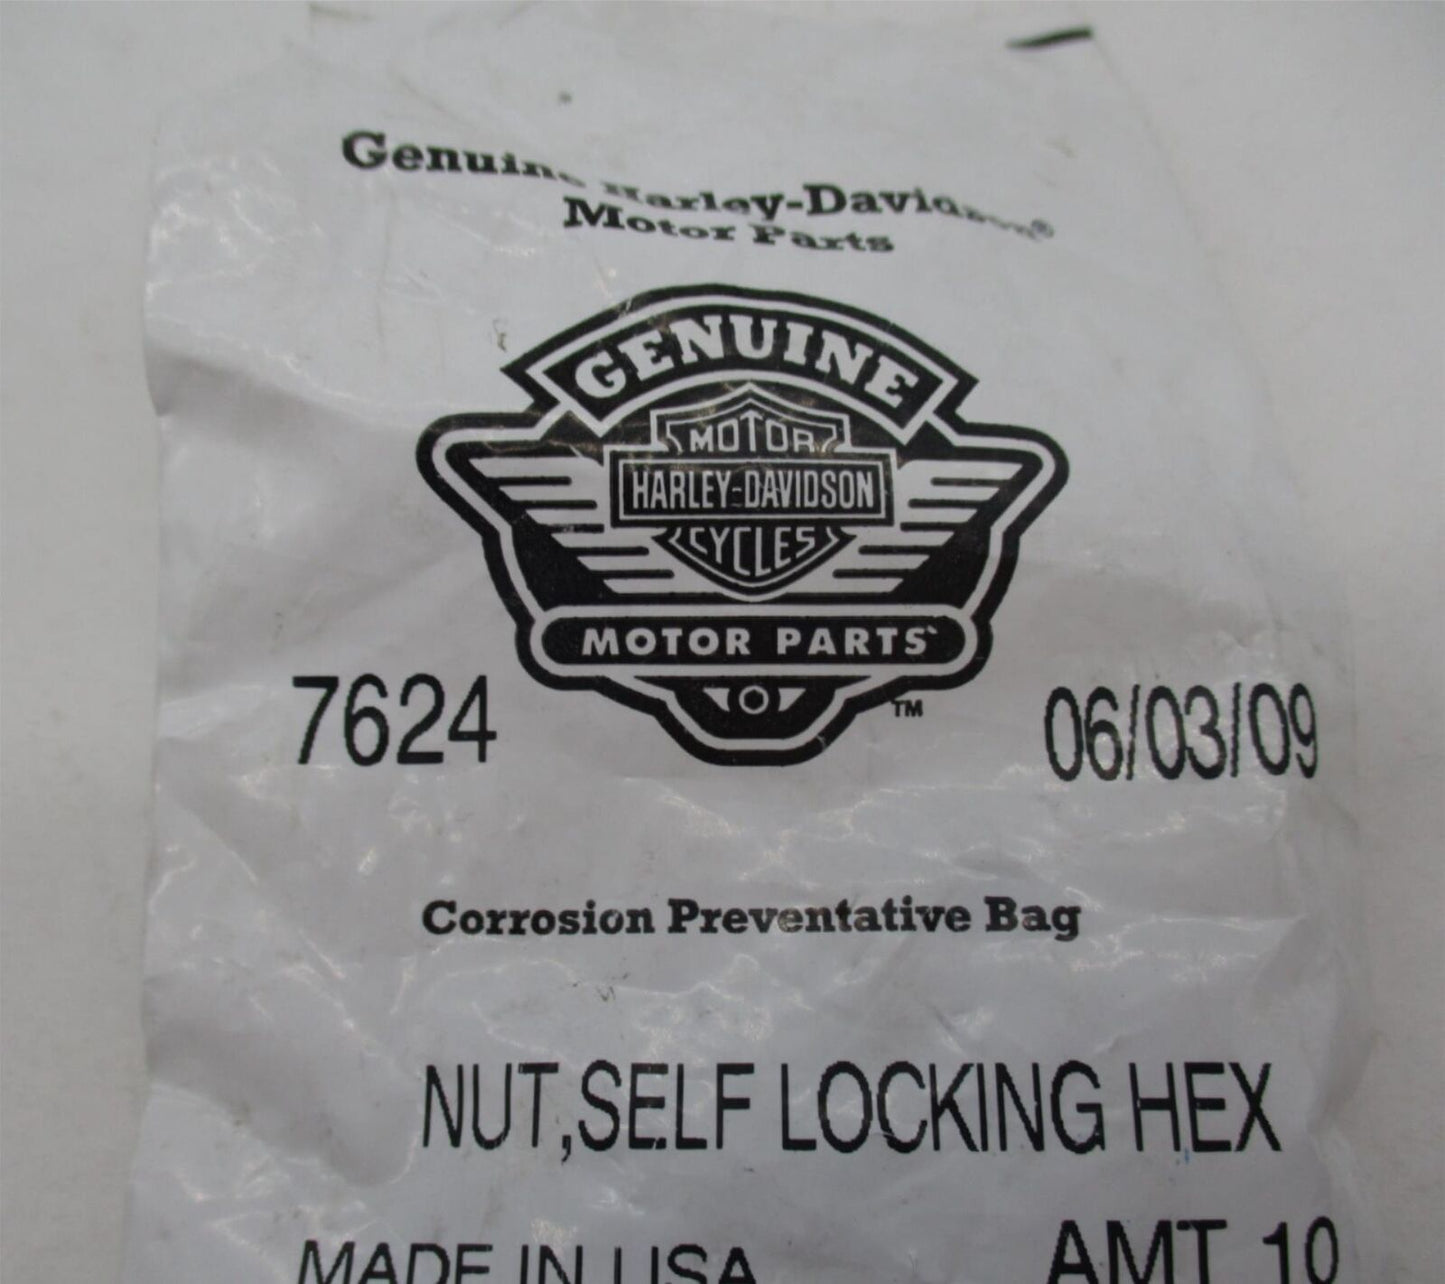 Genuine Harley-Davidson®
Motor Parts
GENUINE
MOTOR
HARLEY-DAVIDSON
CYCLES
MOTOR PARTS
TM
7624
06/03/09
Corrosion Preventative Bag
NUT,SELF LOCKING HEX
MADE IN USA
AMT 10